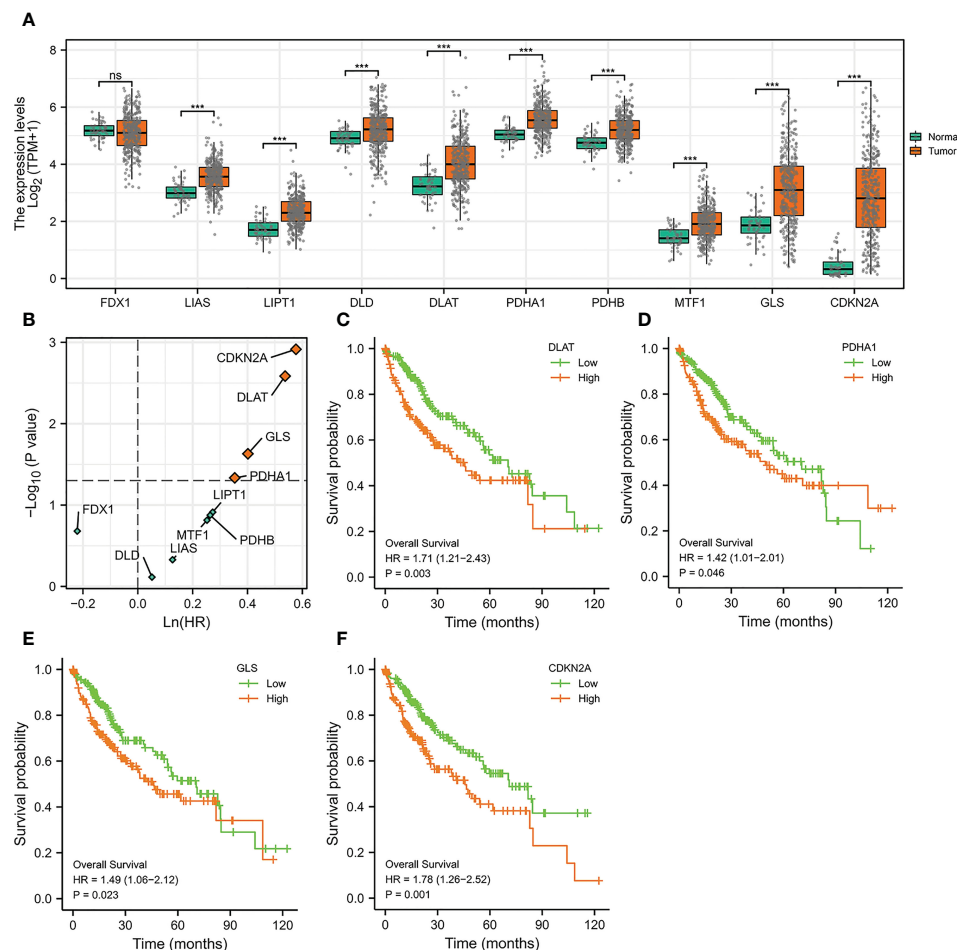 A
The expression levels
Log2 (TPM+1)
8
6
4
2
0
ns
***
***
***
***
***
***
***
***
***
FDX1
LIAS
LIPT1
DLD
DLAT
PDHA1
PDHB
MTF1
GLS
CDKN2A
Norma
Tumor
B
−Log10 (P value)
3
2
1
0
CDKN2A
DLAT
GLS
PDHA1
LIPT1
FDX1
MTF1
PDHB
LIAS
DLD
−0.2
0.0
0.2
0.4
0.6
Ln(HR)
C
Survival probability
1.0
0.8
0.6
0.4
0.2
0.0
DLAT
Low
High
Overall Survival
HR = 1.71 (1.21−2.43)
P = 0.003
0
30
60
90
120
Time (months)
D
Survival probability
1.0
0.8
0.6
0.4
0.2
0.0
PDHA1
Low
High
Overall Survival
HR = 1.42 (1.01−2.01)
P = 0.046
0
30
60
90
120
Time (months)
E
Survival probability
1.0
0.8
0.6
0.4
0.2
0.0
GLS
Low
High
Overall Survival
HR = 1.49 (1.06−2.12)
P = 0.023
0
30
60
90
120
Time (months)
F
Survival probability
1.0
0.8
0.6
0.4
0.2
0.0
CDKN2A
Low
High
Overall Survival
HR = 1.78 (1.26−2.52)
P = 0.001
0
30
60
90
120
Time (months)